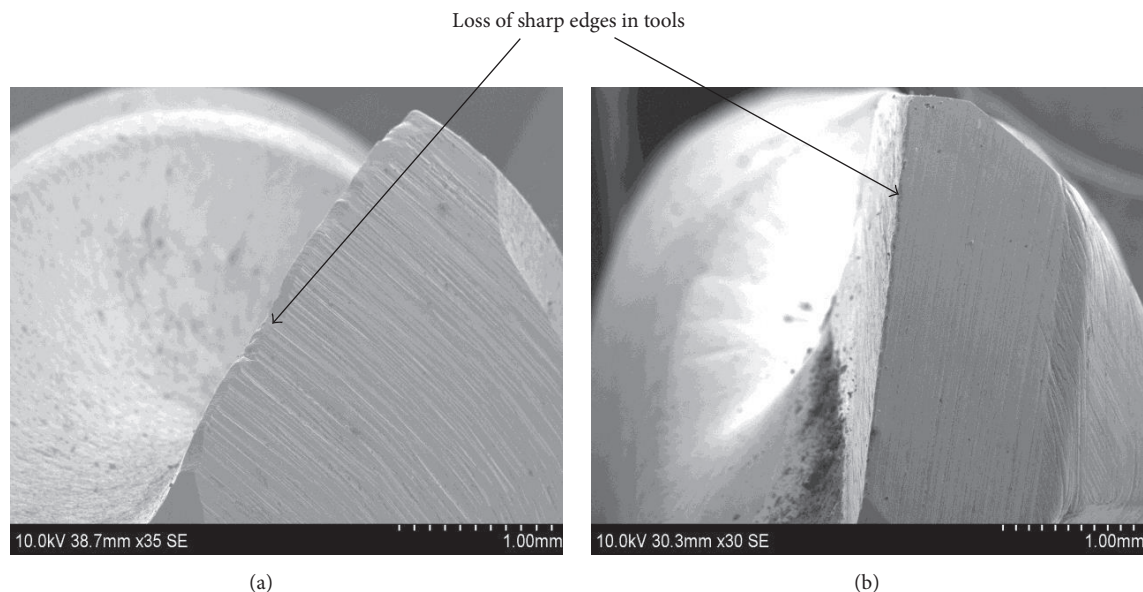 Loss of sharp edges in tools
10.0kV 38.7mm x35 SE
1.00mm
10.0kV 30.3mm x30 SE
1.00mm
(a)
(b)